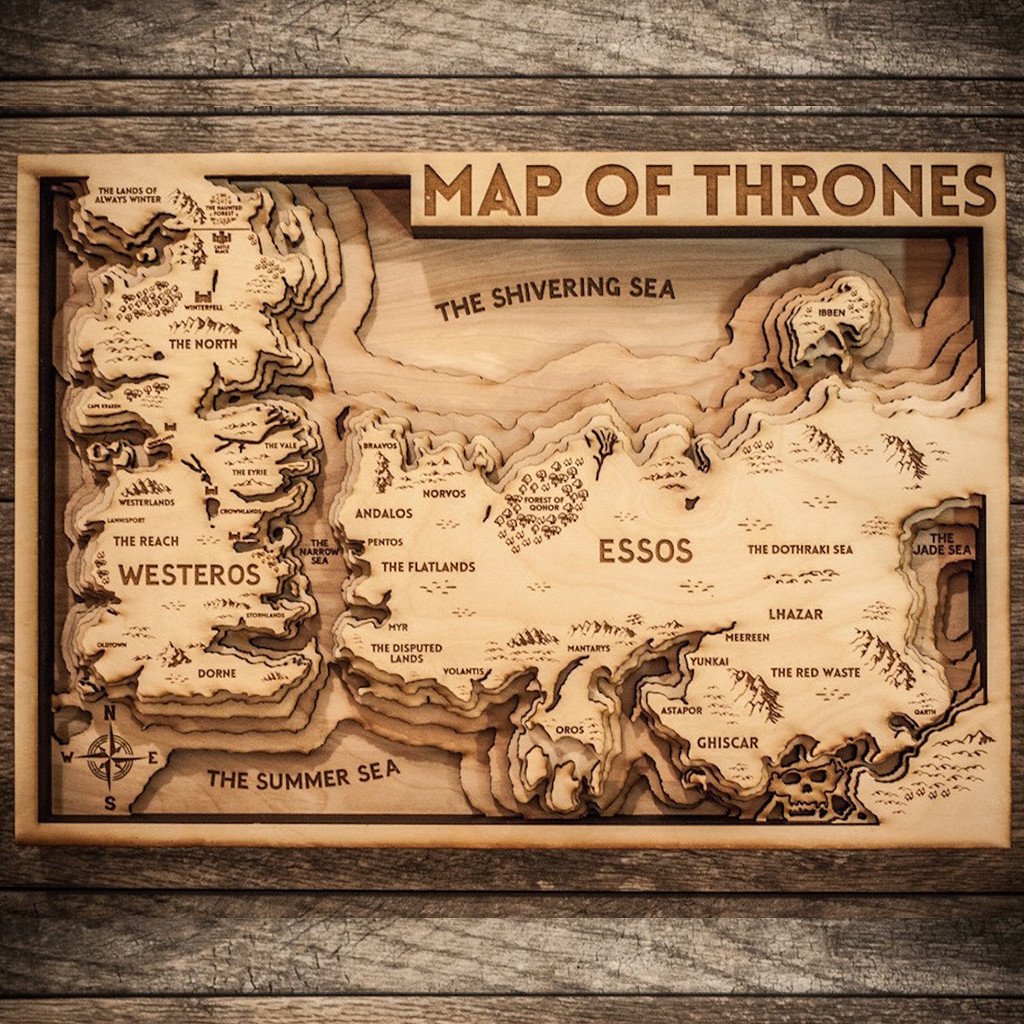 MAP OF THRONES
THE LANDS OF
ALWAYS WINTER
THE HAUNTED
FOREST
CASTLE
BLACK
THE SHIVERING SEA
IBBEN
WINTERFELL
THE NORTH
CAPE KRAKEN
THE VALE
THE EYRIE
WESTERLANDS
CROWNLANDS
LANNISPORT
THE REACH
WESTEROS
STORMLANDS
OLDTOWN
DORNE
THE
NARROW
SEA
BRAAVOS
NORVOS
ANDALOS
FOREST OF
QOHOR
PENTOS
THE FLATLANDS
ESSOS
THE DOTHRAKI SEA
THE
JADE SEA
LHAZAR
MYR
THE DISPUTED
LANDS
VOLANTIS
MANTARYS
MEEREEN
YUNKAI
THE RED WASTE
ASTAPOR
QARTH
OROS
GHISCAR
N
W
E
S
THE SUMMER SEA